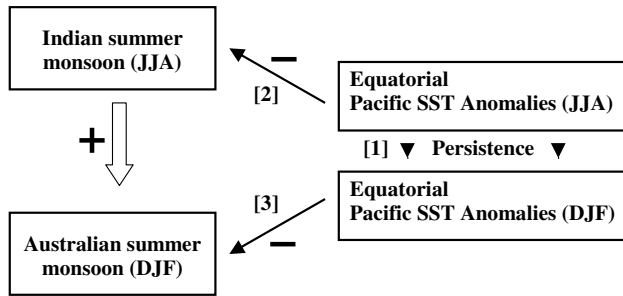 Indian summer
monsoon (JJA)
−
[2]
Equatorial
Pacific SST Anomalies (JJA)
+
[1] Persistence
[3]
−
Equatorial
Pacific SST Anomalies (DJF)
Australian summer
monsoon (DJF)